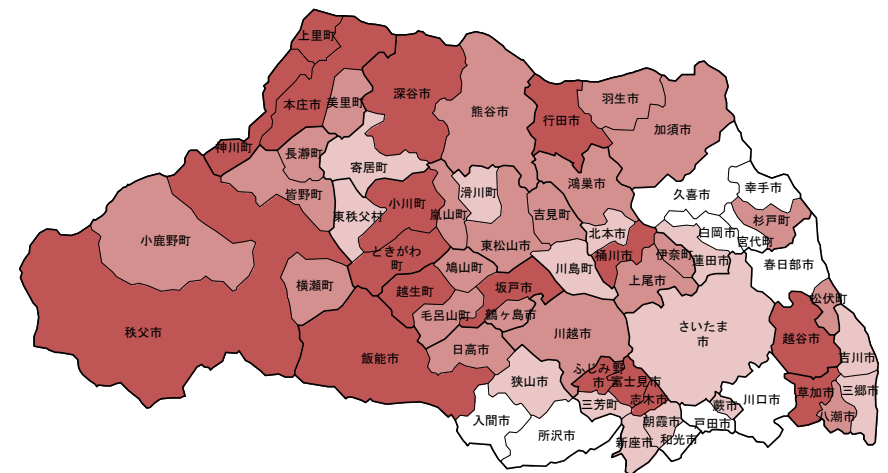 上里町
本庄市
美里町
深谷市
熊谷市
行田市
羽生市
加須市
神川町
長瀞町
寄居町
皆野町
小鹿野町
東秩父村
小川町
嵐山町
滑川町
吉見町
鴻巣市
久喜市
幸手市
杉戸町
白岡市
宮代町
北本市
東松山市
ときがわ
町
鳩山町
川島町
桶川市
伊奈町
蓮田市
春日部市
上尾市
横瀬町
越生町
坂戸市
毛呂山町
鶴ヶ島市
松伏町
秩父市
飯能市
日高市
川越市
さいたま
市
越谷市
吉川市
狭山市
ふじみ野
市
富士見市
志木市
三芳町
草加市
三郷市
八潮市
川口市
蕨市
戸田市
朝霞市
和光市
新座市
入間市
所沢市